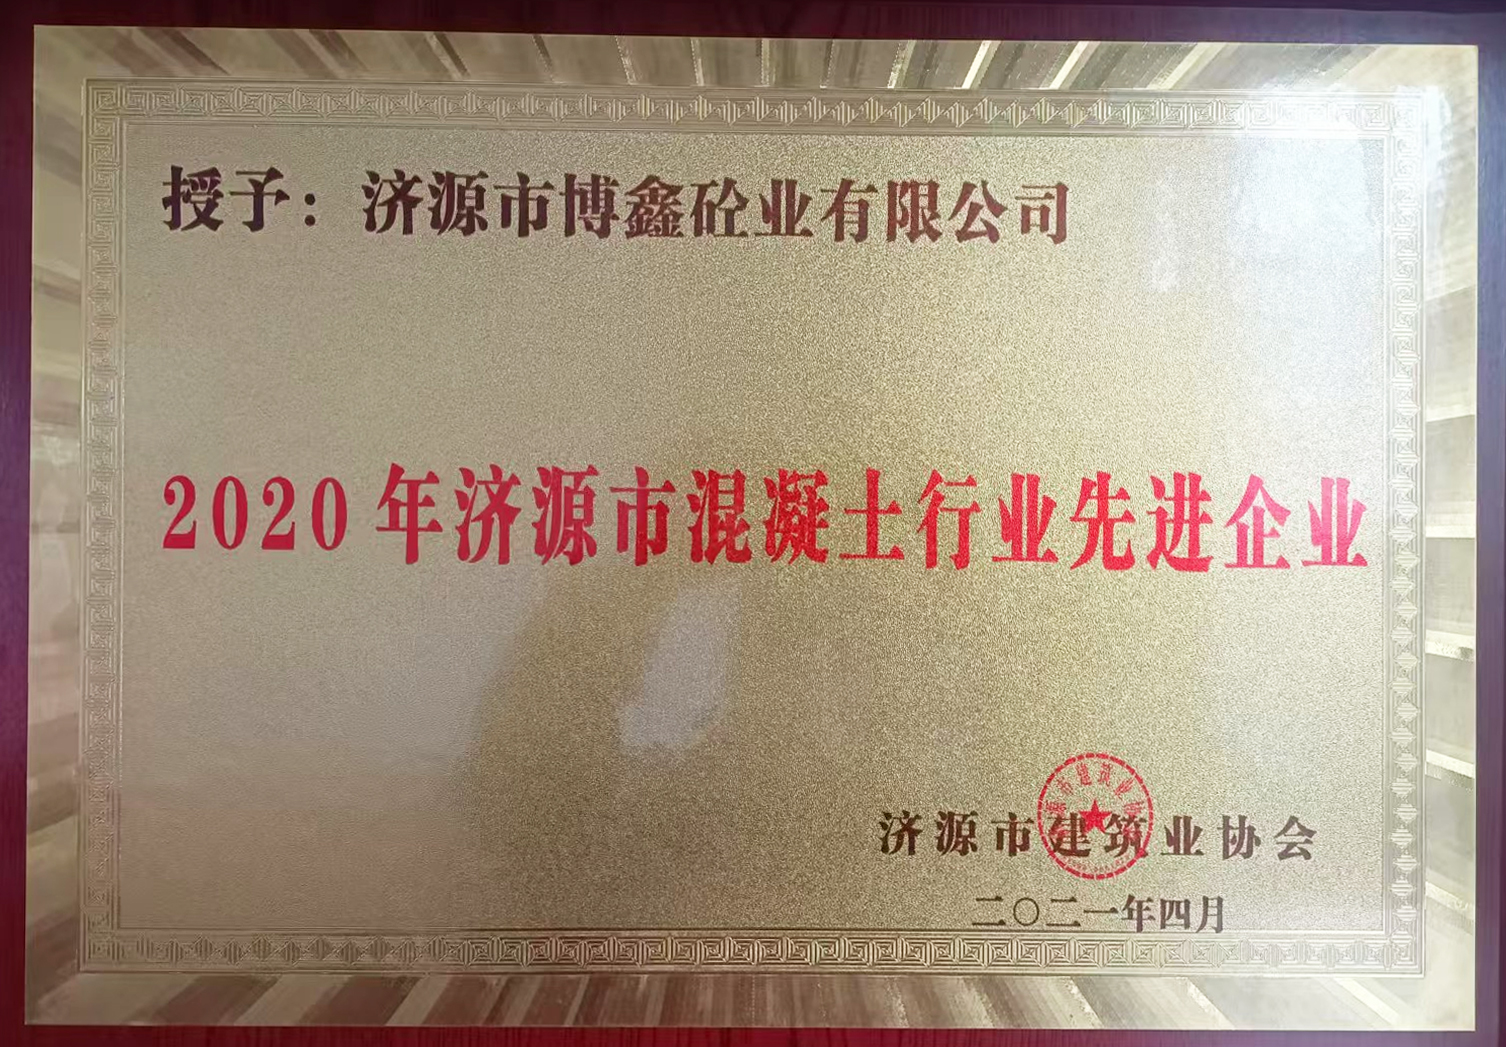 授予：济源市博鑫砼业有限公司
2020年济源市混凝土行业先进企业
济源市建筑业协会
二〇二一年四月